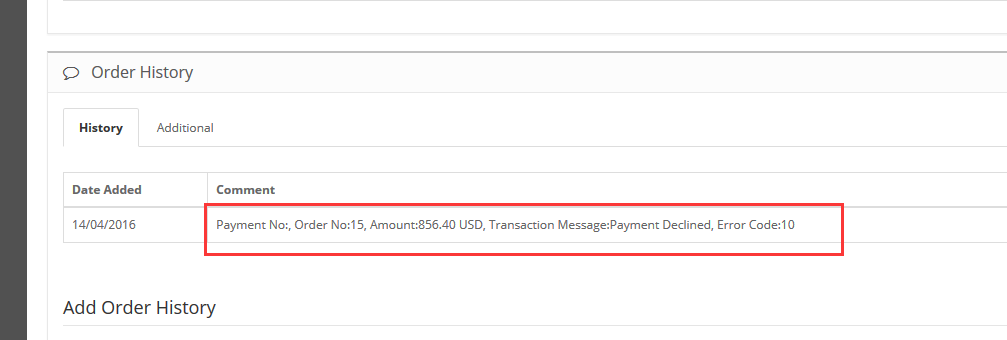 Order History
History Additional
Date Added Comment
14/04/2016 Payment No:, Order No:15, Amount:856.40 USD, Transaction Message:Payment Declined, Error Code:10
Add Order History